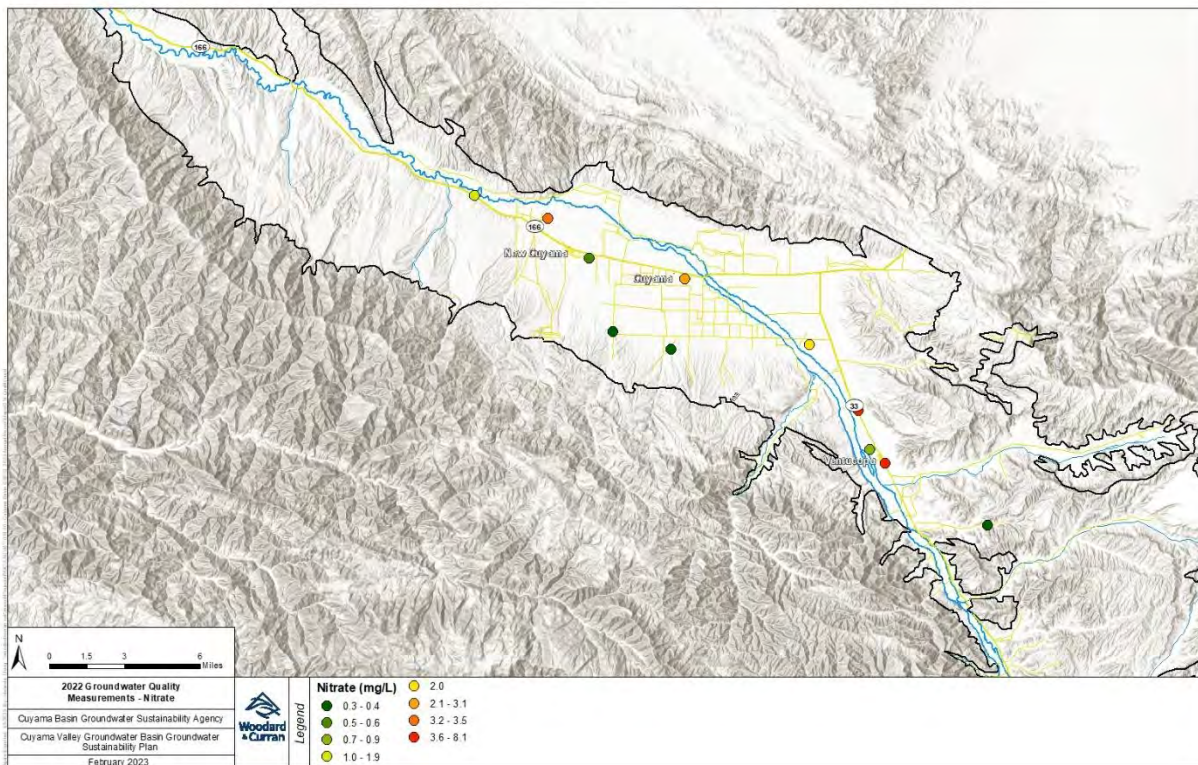 166
166
New Cuyama
Cuyama
33
Ventucopa
N
0 1.5 3 6
Miles
2022 Groundwater Quality
Measurements - Nitrate
Cuyama Basin Groundwater Sustainability Agency
Cuyama Valley Groundwater Basin Groundwater
Sustainability Plan
February 2023
Woodard
& Curran
Legend
Nitrate (mg/L)
0.3 - 0.4
0.5 - 0.6
0.7 - 0.9
1.0 - 1.9
2.0
2.1 - 3.1
3.2 - 3.5
3.6 - 8.1